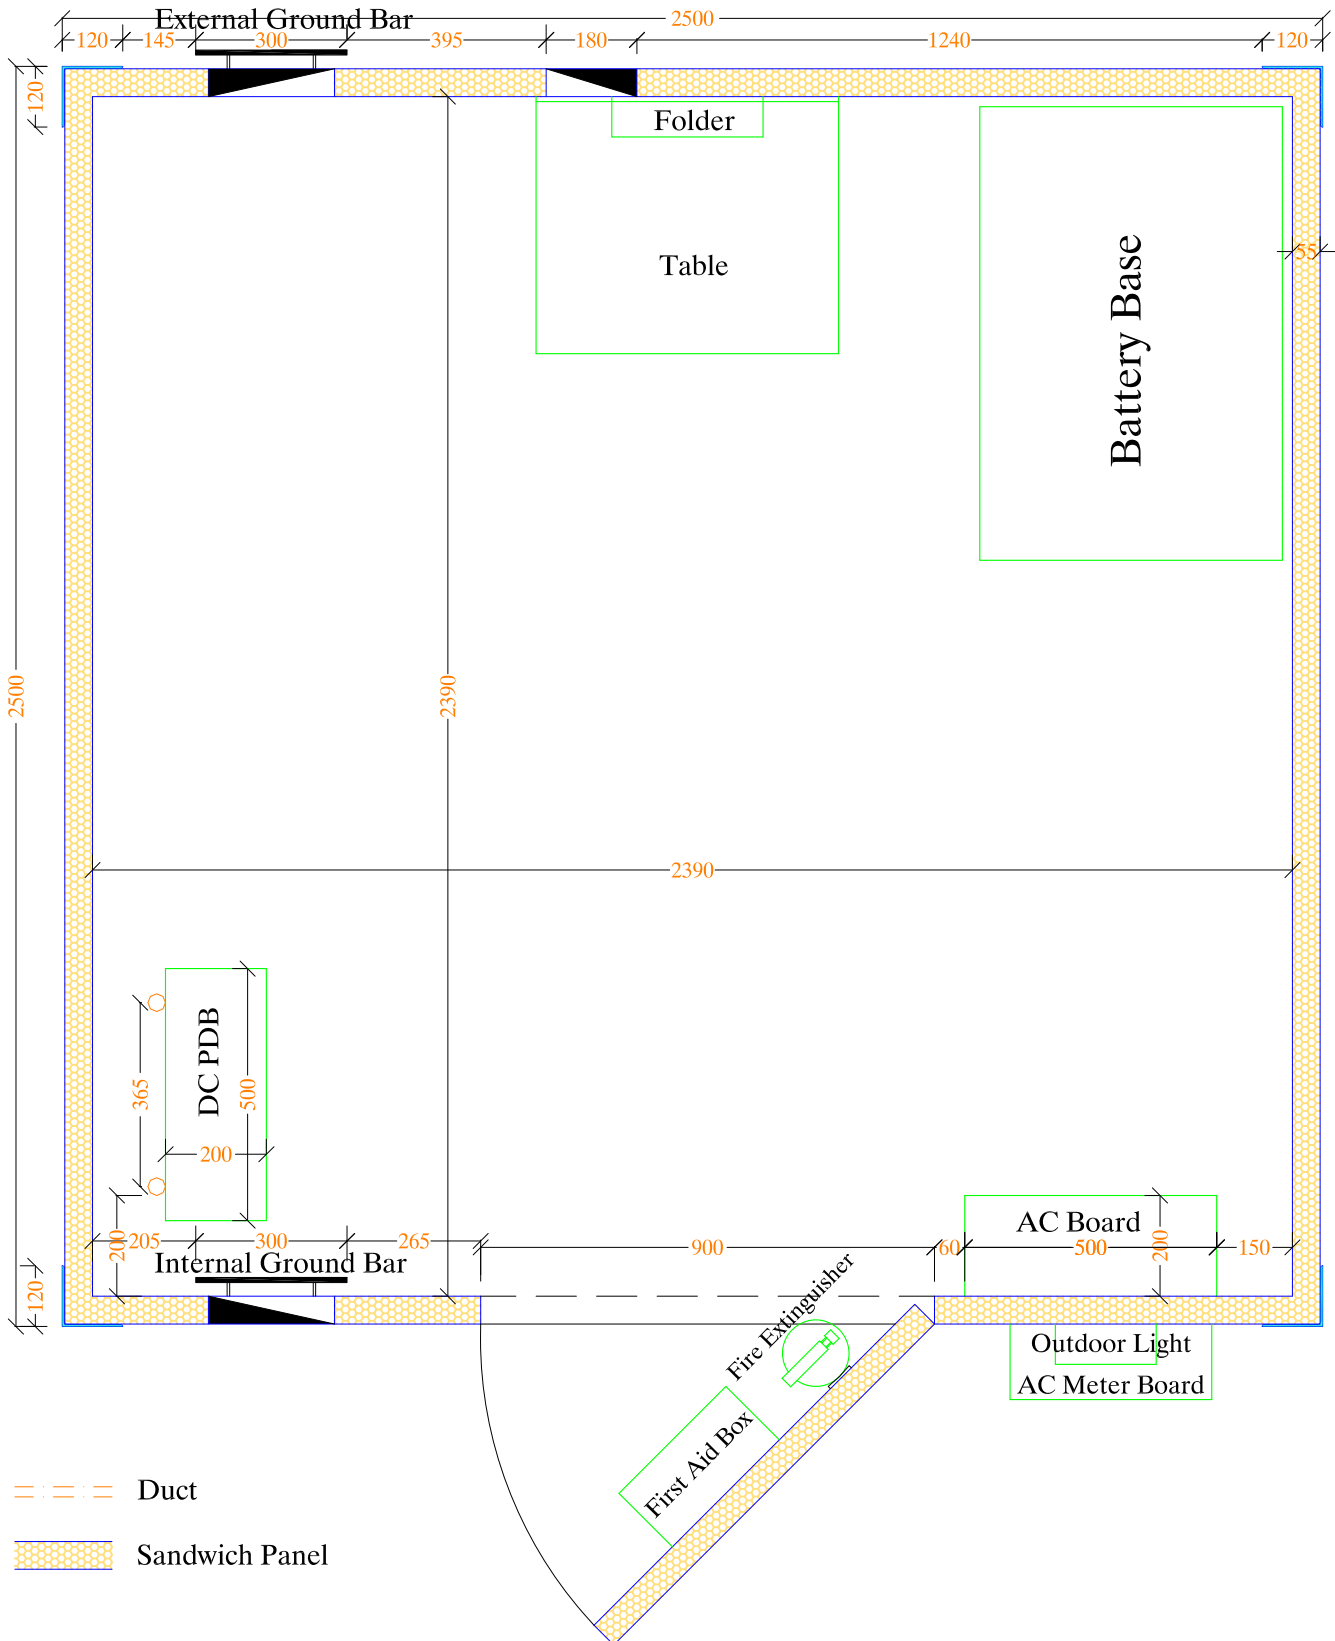 External Ground Bar
2500
120
145
300
395
180
1240
120
120
Folder
Table
Battery Base
55
2500
2390
2390
DC PDB
365
500
200
200
205
300
265
Internal Ground Bar
900
60
AC Board
500
200
150
120
Fire Extinguisher
Outdoor Light
AC Meter Board
First Aid Box
Duct
Sandwich Panel